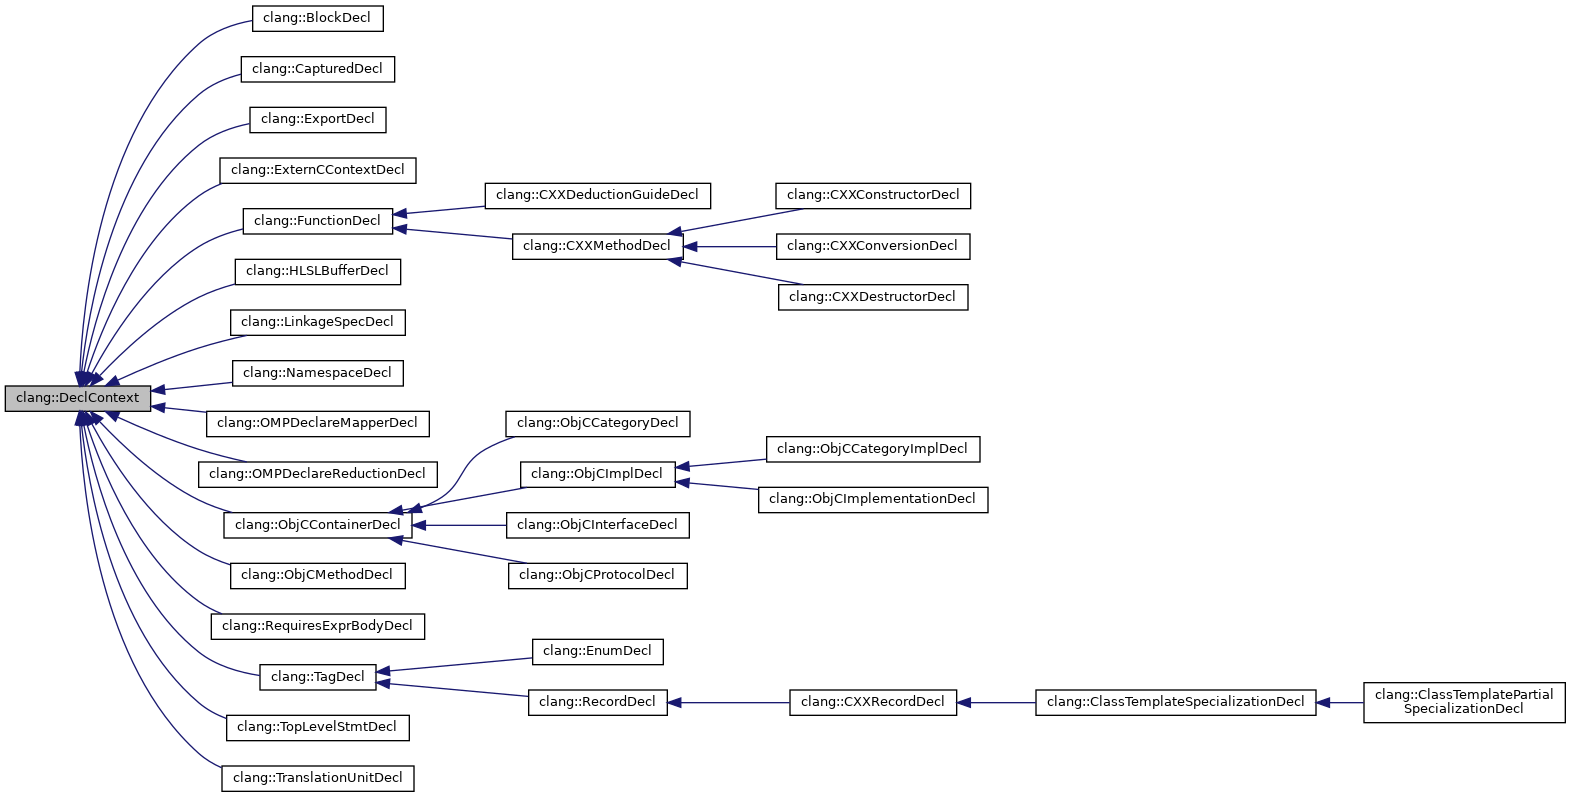 clang::BlockDecl
clang::CapturedDecl
clang::ExportDecl
clang::ExternCContextDecl
clang::CXXDeductionGuideDecl
clang::CXXConstructorDecl
clang::FunctionDecl
clang::CXXMethodDecl
clang::CXXConversionDecl
clang::HLSLBufferDecl
clang::CXXDestructorDecl
clang::LinkageSpecDecl
clang::NamespaceDecl
clang::DeclContext
clang::OMPDeclareMapperDecl
clang::ObjCCategoryDecl
clang::ObjCCategoryImplDecl
clang::OMPDeclareReductionDecl
clang::ObjCImplDecl
clang::ObjCImplementationDecl
clang::ObjCContainerDecl
clang::ObjCInterfaceDecl
clang::ObjCMethodDecl
clang::ObjCProtocolDecl
clang::RequiresExprBodyDecl
clang::EnumDecl
clang::TagDecl
clang::RecordDecl
clang::CXXRecordDecl
clang::ClassTemplateSpecializationDecl
clang::ClassTemplatePartial
SpecializationDecl
clang::TopLevelStmtDecl
clang::TranslationUnitDecl